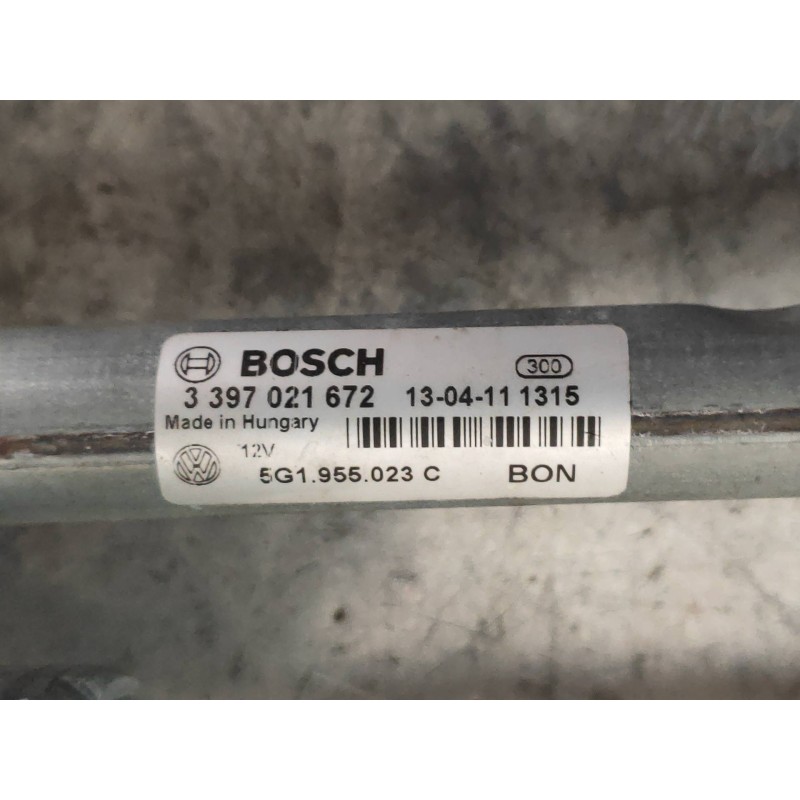 BOSCH 300
3 397 021 672 13-04-11 1315
Made in Hungary
12V
5G1.955.023 C BON